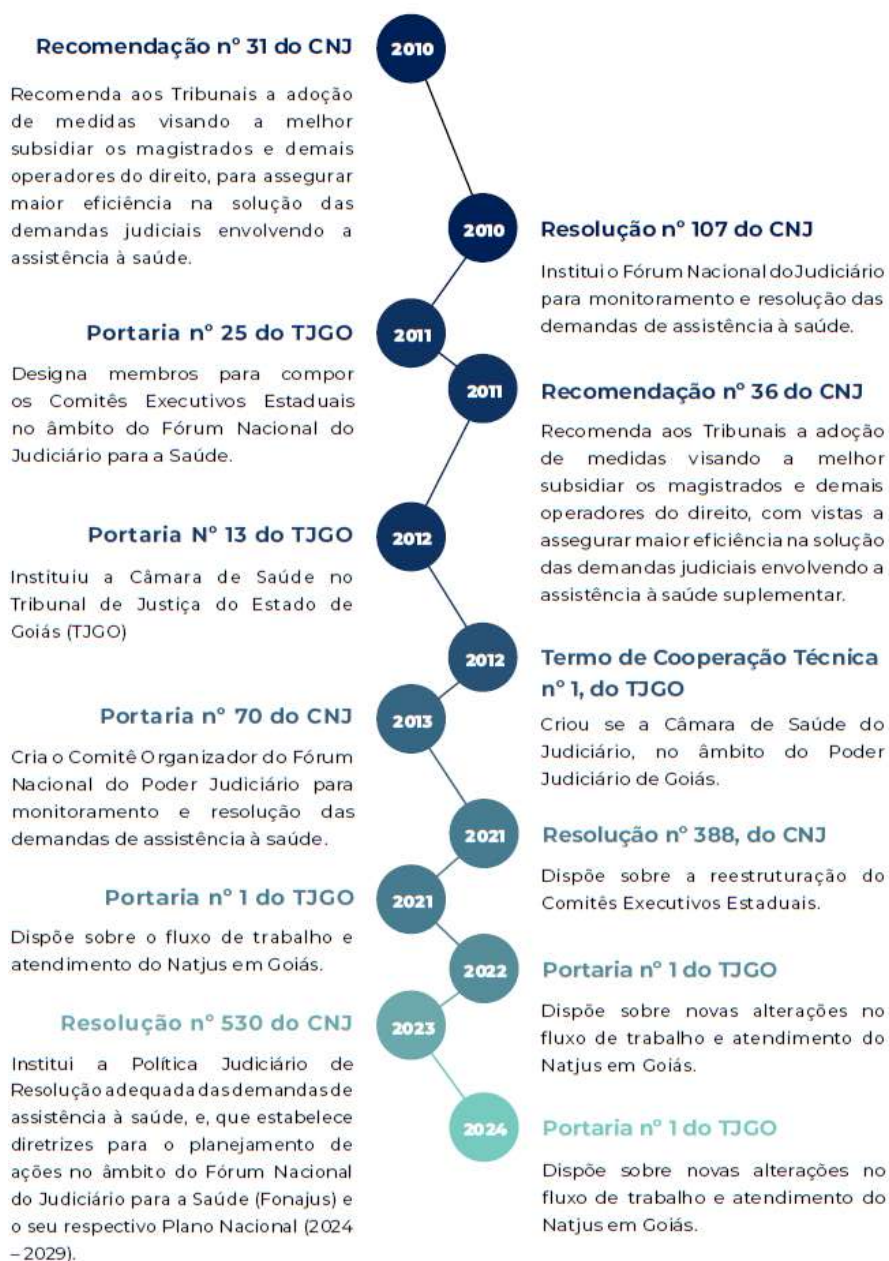 Recomendação nº 31 do CNJ
2010
Recomenda aos Tribunais a adoção
de medidas visando a melhor
subsidiar os magistrados e demais
operadores do direito, para assegurar
maior eficiência na solução das
demandas judiciais envolvendo a
assistência à saúde.
2010
Resolução nº 107 do CNJ
Institui o Fórum Nacional do Judiciário
para monitoramento e resolução das
demandas de assistência à saúde.
Portaria nº 25 do TJGO
2011
Designa membros para compor
os Comitês Executivos Estaduais
no âmbito do Fórum Nacional do
Judiciário para a Saúde.
2011
Recomendação nº 36 do CNJ
Recomenda aos Tribunais a adoção
de medidas visando a melhor
subsidiar os magistrados e demais
operadores do direito, com vistas a
assegurar maior eficiência na solução
das demandas judiciais envolvendo a
assistência à saúde suplementar.
Portaria Nº 13 do TJGO
2012
Instituiu a Câmara de Saúde no
Tribunal de Justiça do Estado de
Goiás (TJGO)
2012
Termo de Cooperação Técnica
nº 1, do TJGO
Criou se a Câmara de Saúde do
Judiciário, no âmbito do Poder
Judiciário de Goiás.
Portaria nº 70 do CNJ
2013
Cria o Comitê Organizador do Fórum
Nacional do Poder Judiciário para
monitoramento e resolução das
demandas de assistência à saúde.
2021
Resolução nº 388, do CNJ
Dispõe sobre a reestruturação do
Comitês Executivos Estaduais.
Portaria nº 1 do TJGO
2021
Dispõe sobre o fluxo de trabalho e
atendimento do Natjus em Goiás.
2022
Portaria nº 1 do TJGO
Dispõe sobre novas alterações no
fluxo de trabalho e atendimento do
Natjus em Goiás.
Resolução nº 530 do CNJ
2023
Institui a Política Judiciário de
Resolução adequada das demandas de
assistência à saúde, e, que estabelece
diretrizes para o planejamento de
ações no âmbito do Fórum Nacional
do Judiciário para a Saúde (Fonajus) e
o seu respectivo Plano Nacional (2024
– 2029).
2024
Portaria nº 1 do TJGO
Dispõe sobre novas alterações no
fluxo de trabalho e atendimento do
Natjus em Goiás.